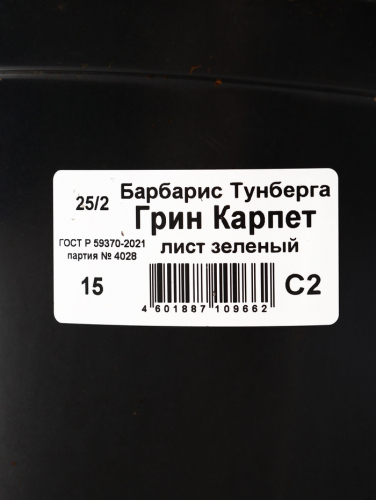 25/2
Барбарис Тунберга
Грин Карпет
ГОСТ Р 59370-2021
партия № 4028
лист зеленый
15
4 601887 109662
C2